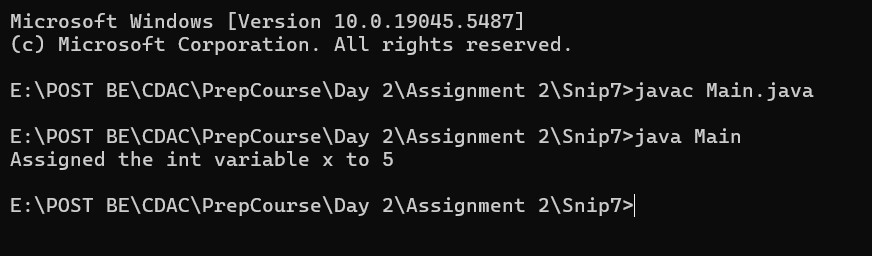 Microsoft Windows [Version 10.0.19045.5487]
(c) Microsoft Corporation. All rights reserved.
E:\POST BE\CDAC\PrepCourse\Day 2\Assignment 2\Snip7>javac Main.java
E:\POST BE\CDAC\PrepCourse\Day 2\Assignment 2\Snip7>java Main
Assigned the int variable x to 5
E:\POST BE\CDAC\PrepCourse\Day 2\Assignment 2\Snip7>